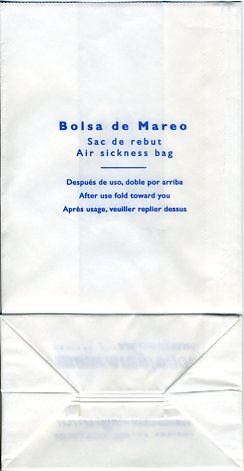 Bolsa de Mareo
Sac de rebut
Air sickness bag
Después de uso, doble por arriba
After use fold toward you
Après usage, veuiller replier dessus